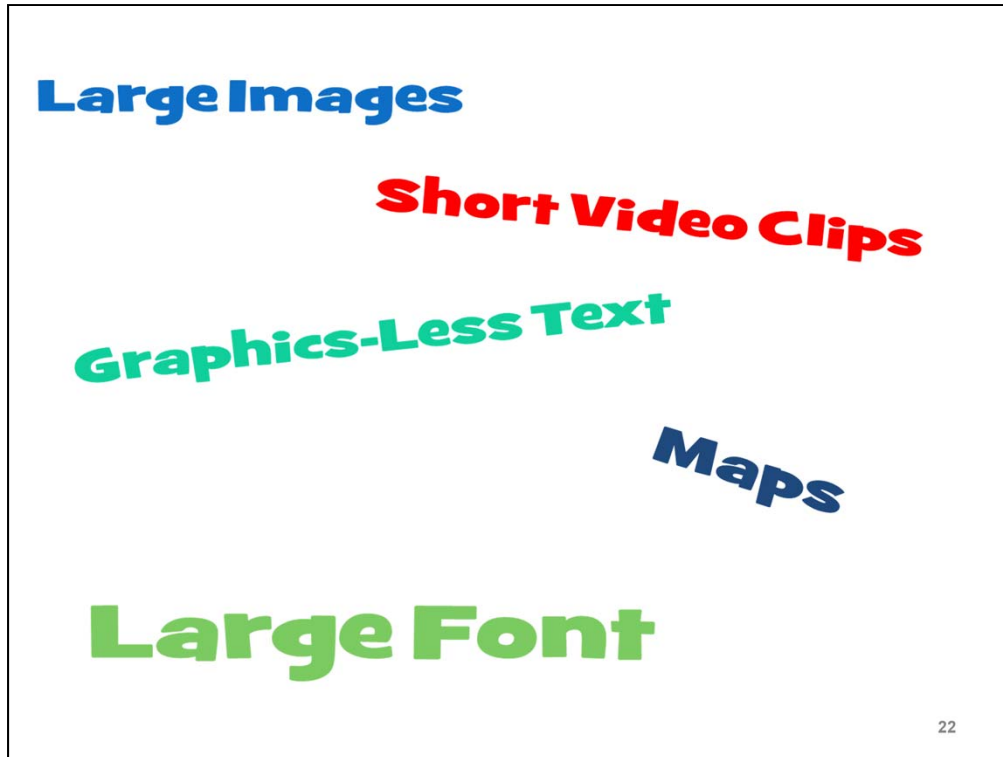 Large Images
Short Video Clips
Graphics-Less Text
Maps
Large Font
22